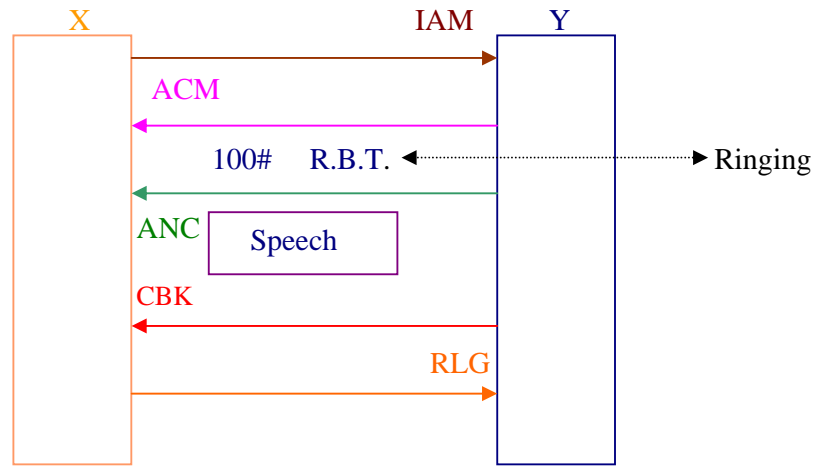 X IAM Y
ACM
100# R.B.T. Ringing
ANC Speech
CBK
RLG